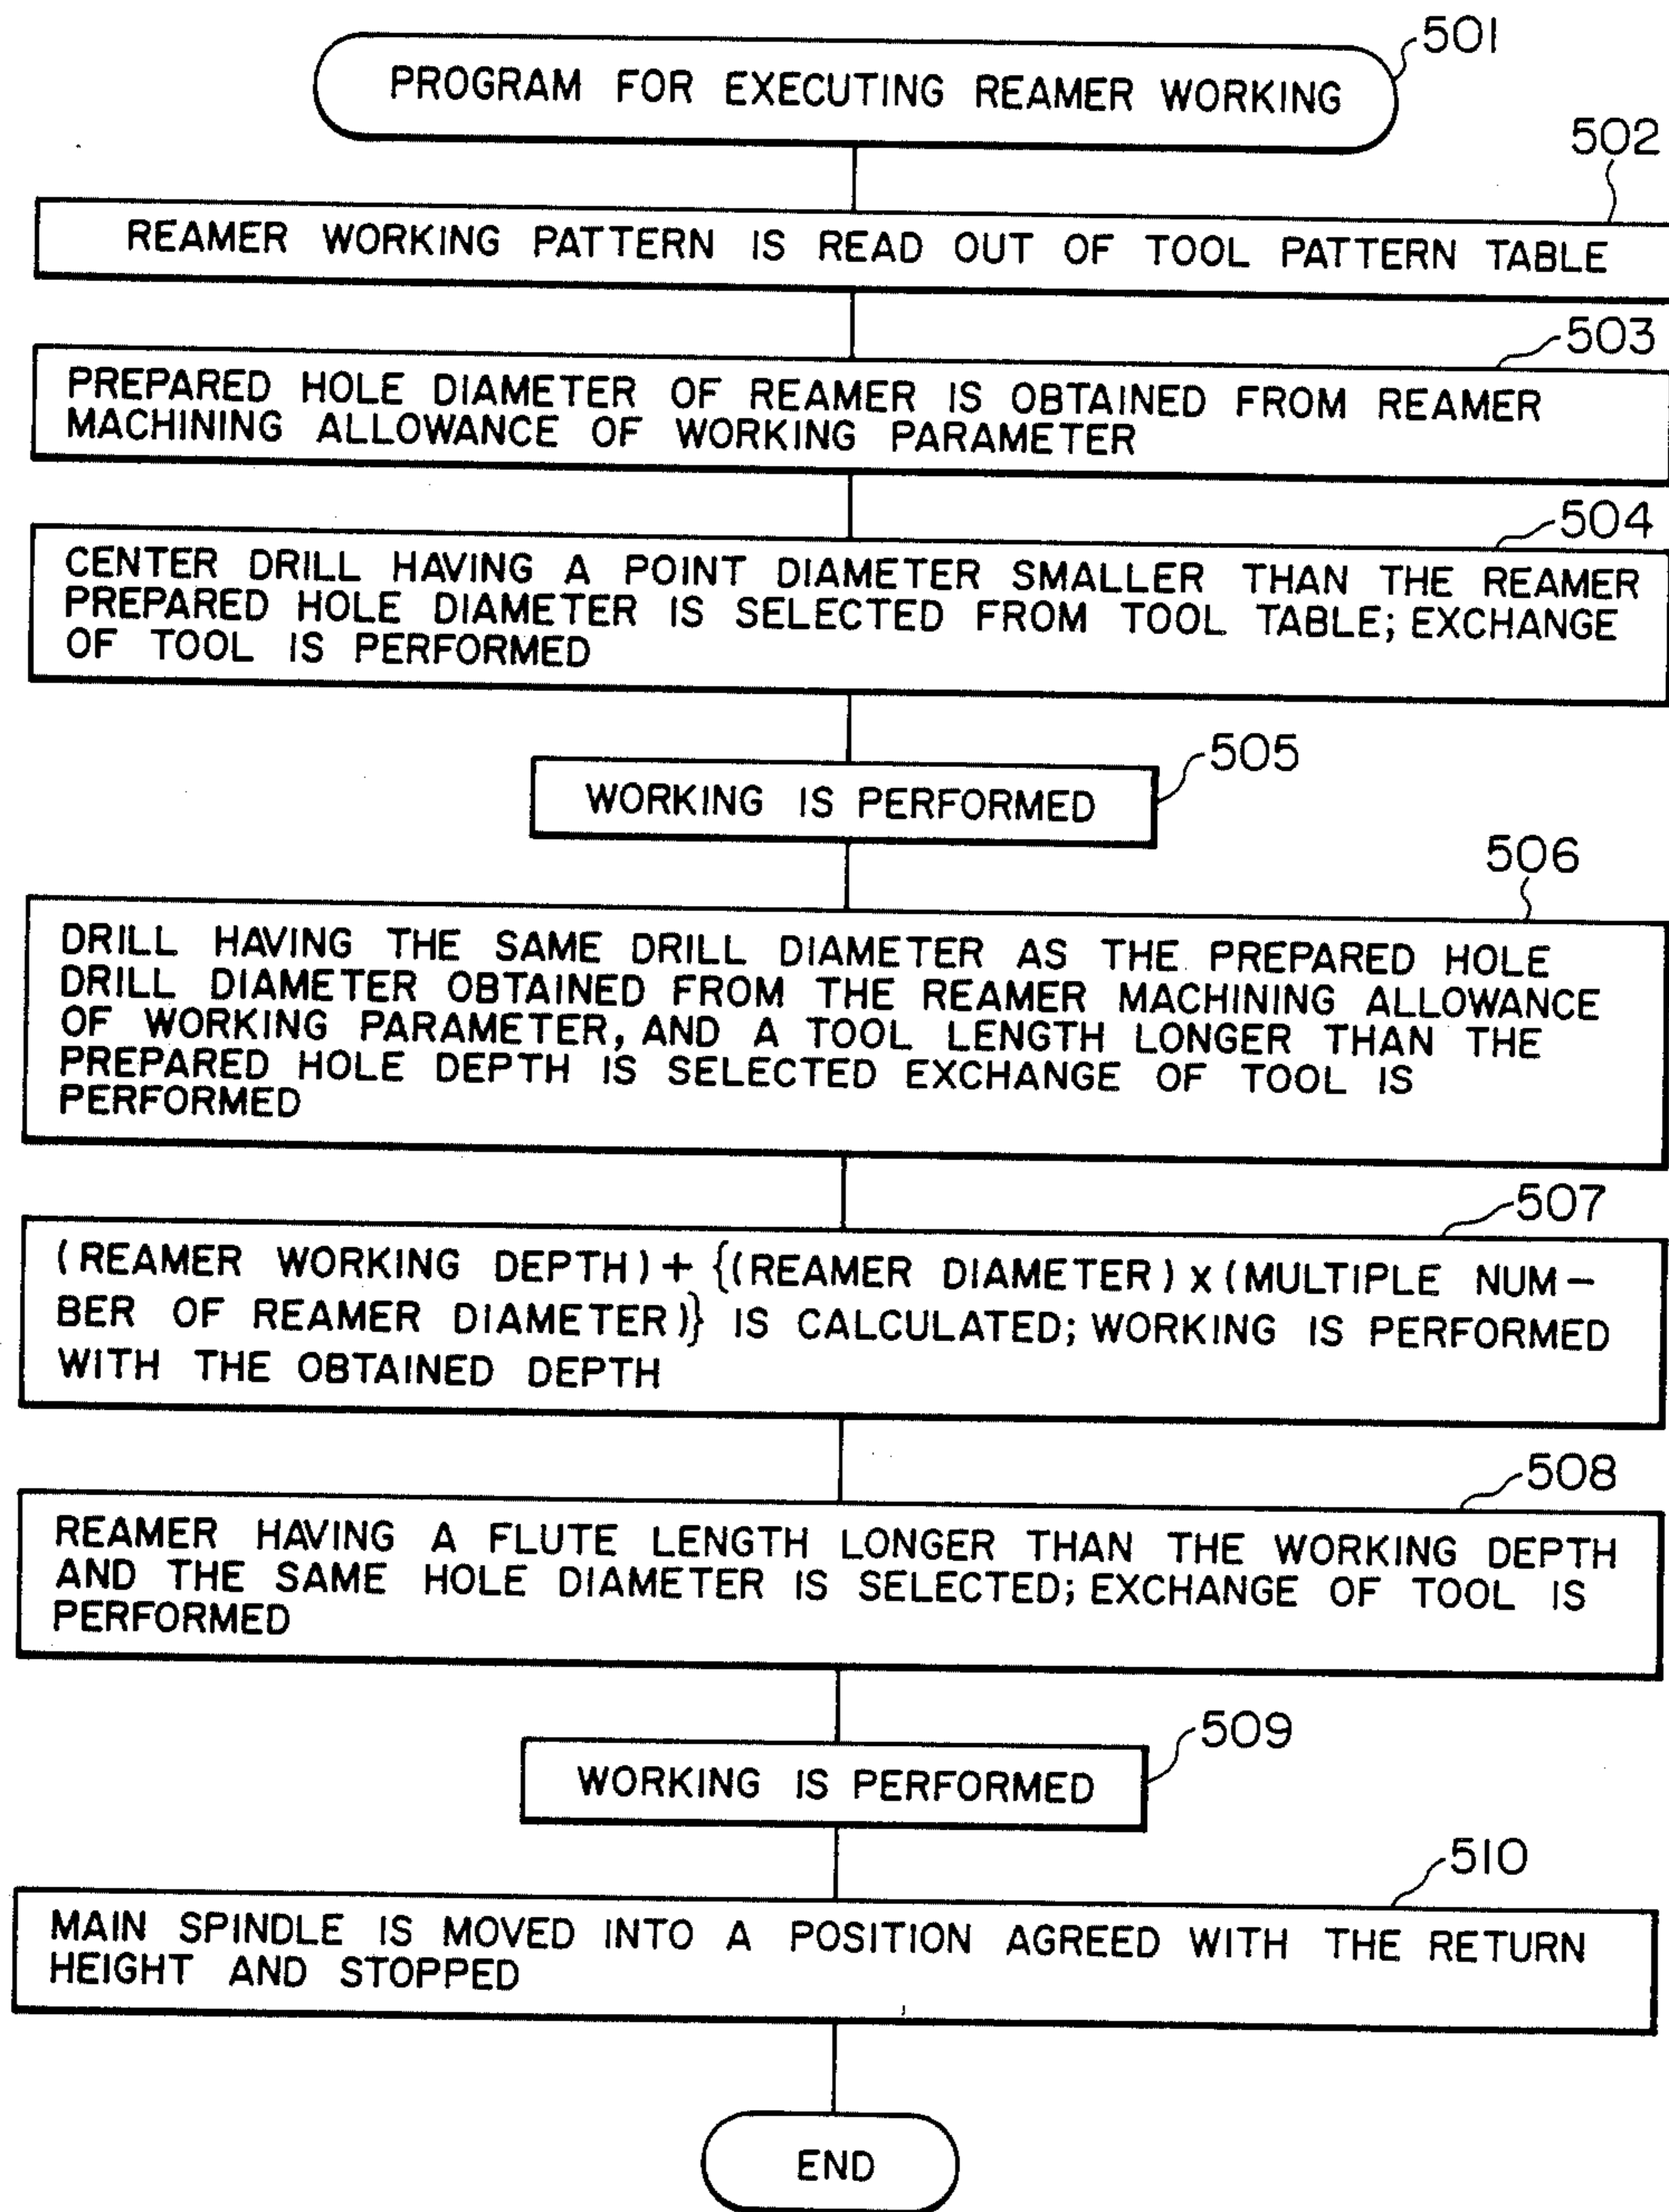 501
PROGRAM FOR EXECUTING REAMER WORKING
502
REAMER WORKING PATTERN IS READ OUT OF TOOL PATTERN TABLE
503
PREPARED HOLE DIAMETER OF REAMER IS OBTAINED FROM REAMER
MACHINING ALLOWANCE OF WORKING PARAMETER
504
CENTER DRILL HAVING A POINT DIAMETER SMALLER THAN THE REAMER
PREPARED HOLE DIAMETER IS SELECTED FROM TOOL TABLE; EXCHANGE
OF TOOL IS PERFORMED
505
WORKING IS PERFORMED
506
DRILL HAVING THE SAME DRILL DIAMETER AS THE PREPARED HOLE
DRILL DIAMETER OBTAINED FROM THE REAMER MACHINING ALLOWANCE
OF WORKING PARAMETER, AND A TOOL LENGTH LONGER THAN THE
PREPARED HOLE DEPTH IS SELECTED EXCHANGE OF TOOL IS
PERFORMED
507
(REAMER WORKING DEPTH) + {(REAMER DIAMETER) x (MULTIPLE NUM-
BER OF REAMER DIAMETER)} IS CALCULATED; WORKING IS PERFORMED
WITH THE OBTAINED DEPTH
508
REAMER HAVING A FLUTE LENGTH LONGER THAN THE WORKING DEPTH
AND THE SAME HOLE DIAMETER IS SELECTED; EXCHANGE OF TOOL IS
PERFORMED
509
WORKING IS PERFORMED
510
MAIN SPINDLE IS MOVED INTO A POSITION AGREED WITH THE RETURN
HEIGHT AND STOPPED
END